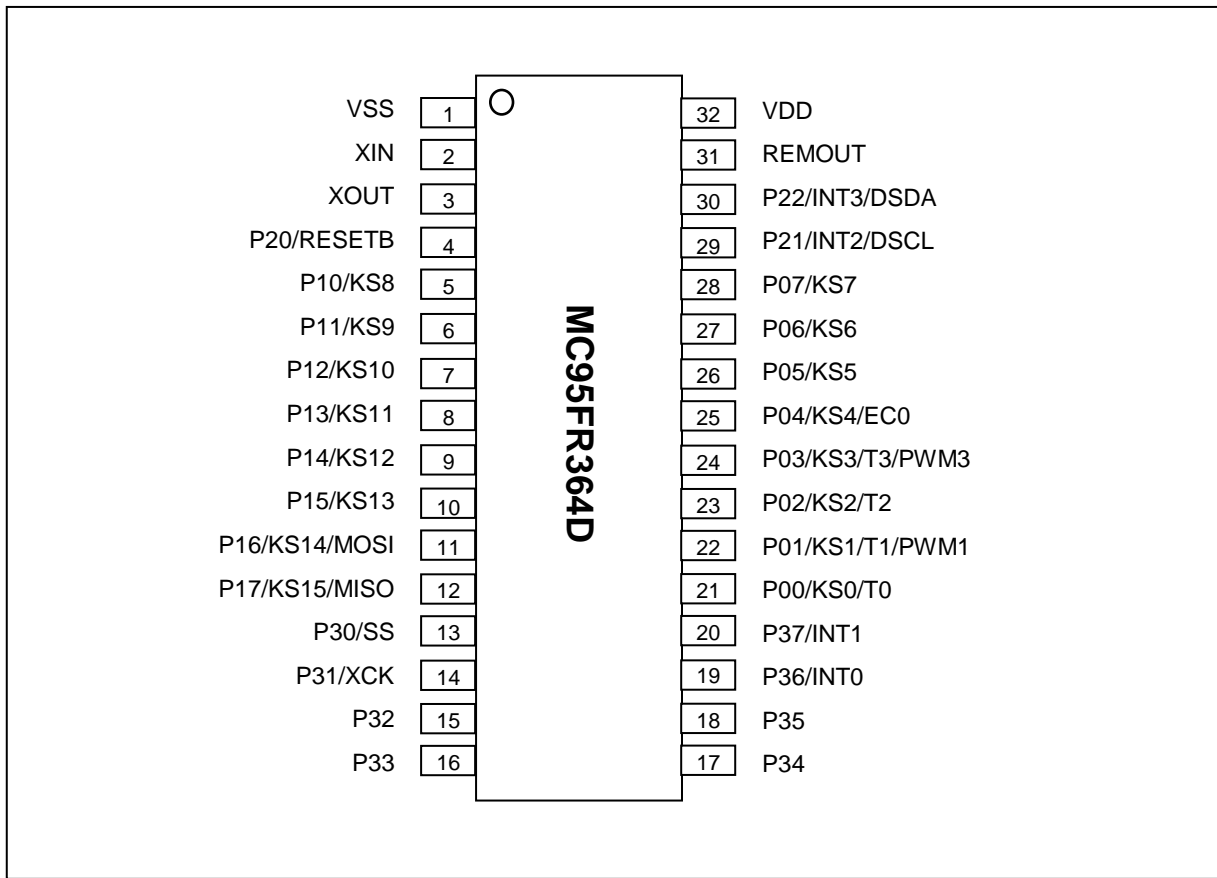 VSS 1 32 VDD
XIN 2 31 REMOUT
XOUT 3 30 P22/INT3/DSDA
P20/RESETB 4 29 P21/INT2/DSCL
P10/KS8 5 28 P07/KS7
P11/KS9 6 27 P06/KS6
P12/KS10 7 26 P05/KS5
P13/KS11 8 25 P04/KS4/EC0
P14/KS12 9 24 P03/KS3/T3/PWM3
P15/KS13 10 23 P02/KS2/T2
P16/KS14/MOSI 11 22 P01/KS1/T1/PWM1
P17/KS15/MISO 12 21 P00/KS0/T0
P30/SS 13 20 P37/INT1
P31/XCK 14 19 P36/INT0
P32 15 18 P35
P33 16 17 P34
MC95FR364D